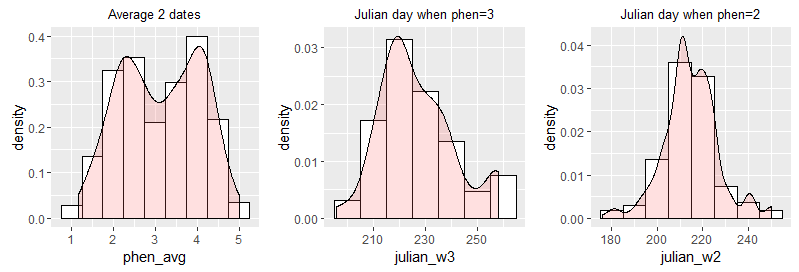 Average 2 dates
density
0.4
0.3
0.2
0.1
0.0
1 2 3 4 5
phen_avg
Julian day when phen=3
density
0.03
0.02
0.01
0.00
210 230 250
julian_w3
Julian day when phen=2
density
0.04
0.03
0.02
0.01
0.00
180 200 220 240
julian_w2